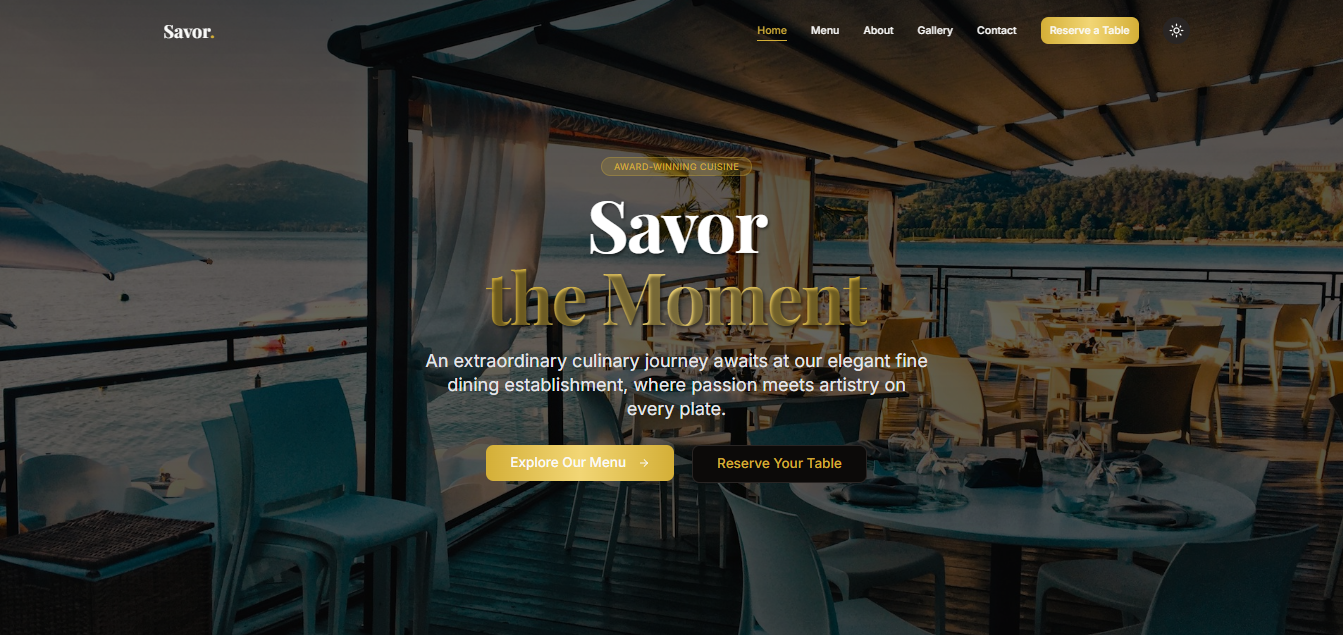 Savor.
Home Menu About Gallery Contact Reserve a Table
AWARD-WINNING CUISINE
Savor
the Moment
An extraordinary culinary journey awaits at our elegant fine
dining establishment, where passion meets artistry on
every plate.
Explore Our Menu →
Reserve Your Table